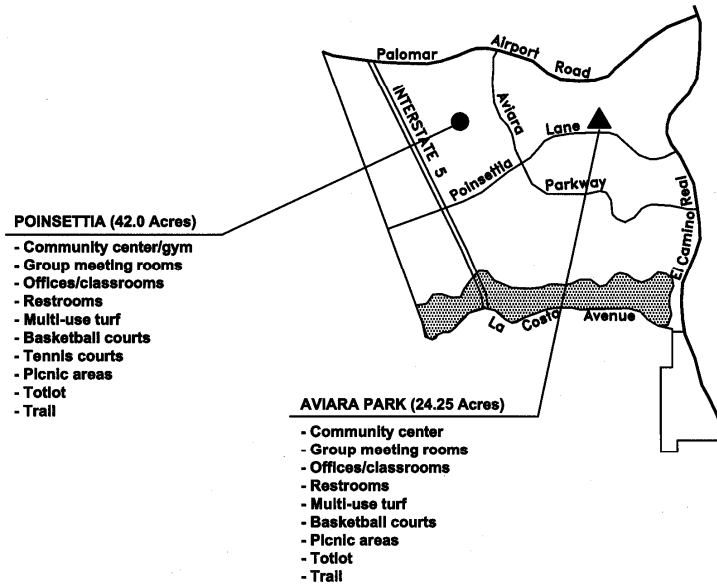 Palomar Airport Road
INTERSTATE 5
Aviara
Lane
Poinsettia
Parkway
El Camino Real
La Costa Avenue
POINSETTIA (42.0 Acres)
- Community center/gym
- Group meeting rooms
- Offices/classrooms
- Restrooms
- Multi-use turf
- Basketball courts
- Tennis courts
- Picnic areas
- Totlot
- Trail
AVIARA PARK (24.25 Acres)
- Community center
- Group meeting rooms
- Offices/classrooms
- Restrooms
- Multi-use turf
- Basketball courts
- Picnic areas
- Totlot
- Trail